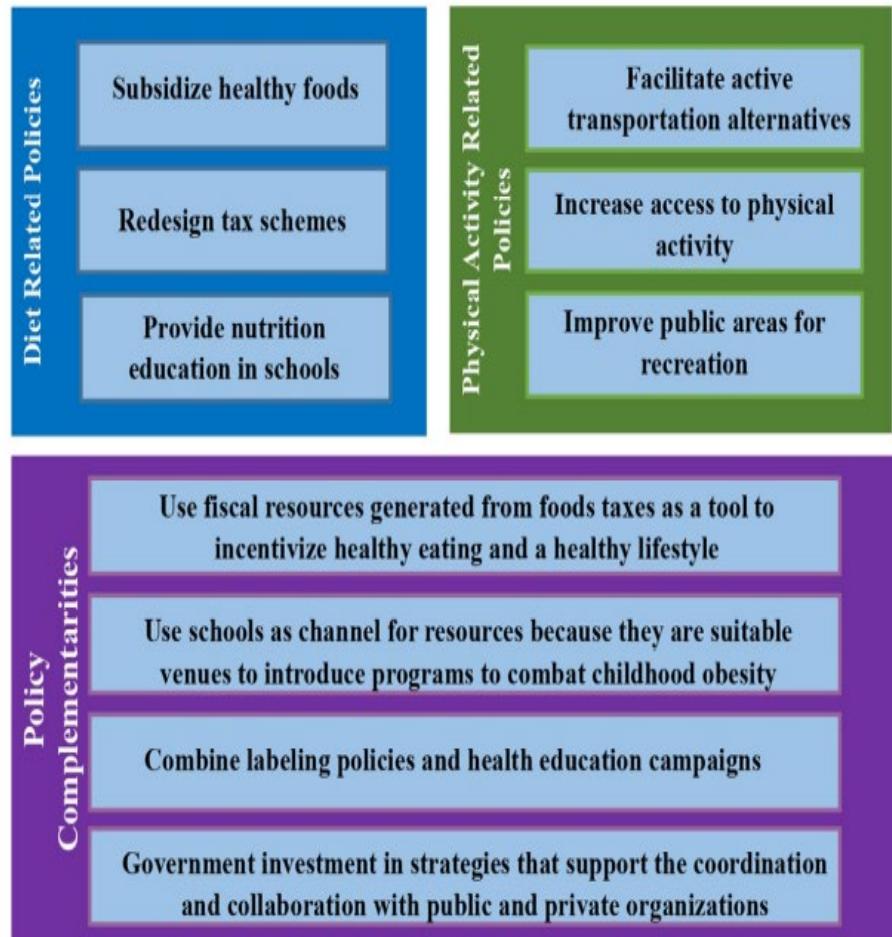 Diet Related Policies
Subsidize healthy foods
Redesign tax schemes
Provide nutrition
education in schools
Physical Activity Related
Policies
Facilitate active
transportation alternatives
Increase access to physical
activity
Improve public areas for
recreation
Policy
Complementarities
Use fiscal resources generated from foods taxes as a tool to
incentivize healthy eating and a healthy lifestyle
Use schools as channel for resources because they are suitable
venues to introduce programs to combat childhood obesity
Combine labeling policies and health education campaigns
Government investment in strategies that support the coordination
and collaboration with public and private organizations